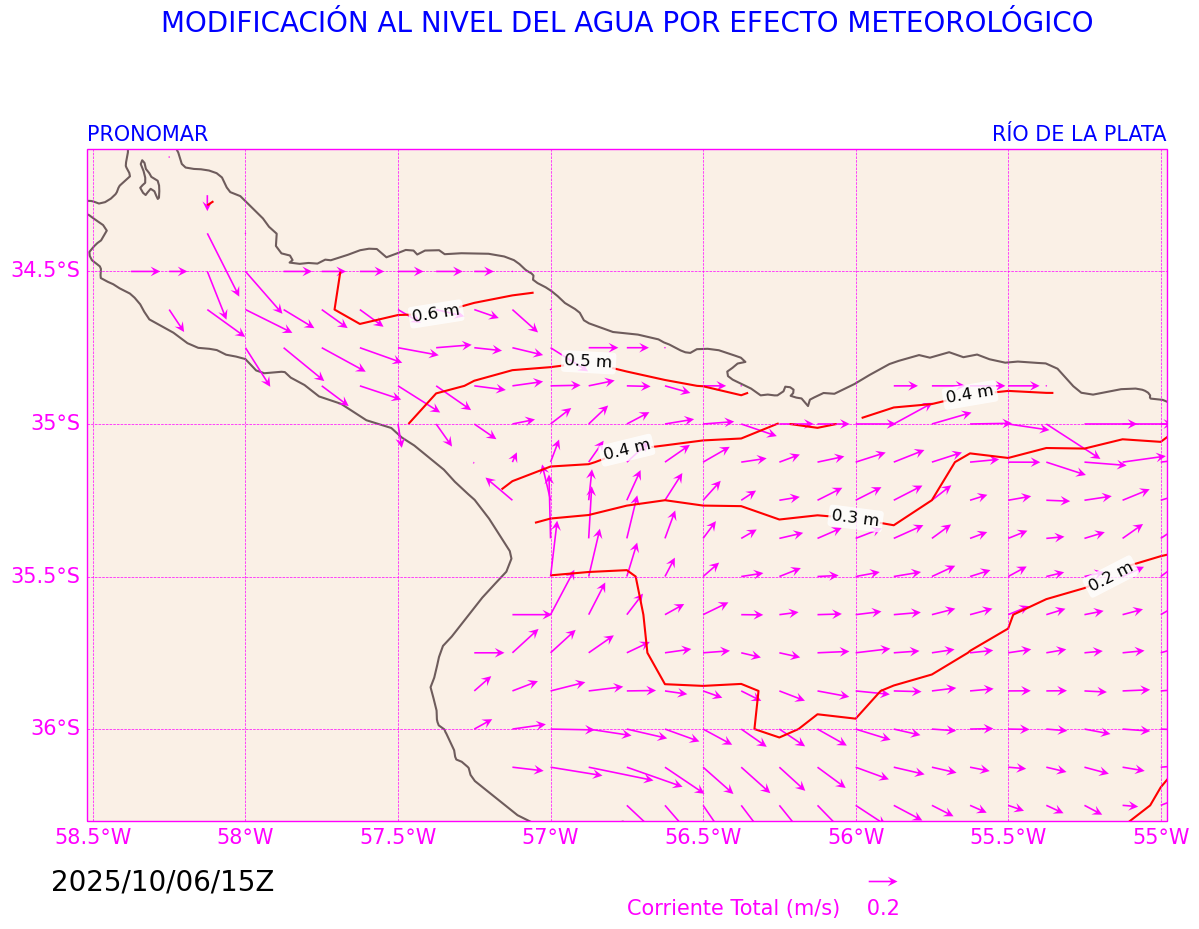 MODIFICACIÓN AL NIVEL DEL AGUA POR EFECTO METEOROLÓGICO
PRONOMAR
RÍO DE LA PLATA
34.5°S
0.6 m
0.5 m
0.4 m
35°S
0.4 m
0.3 m
35.5°S
0.2 m
36°S
58.5°W
58°W
57.5°W
57°W
56.5°W
56°W
55.5°W
55°W
2025/10/06/15Z
Corriente Total (m/s) 0.2